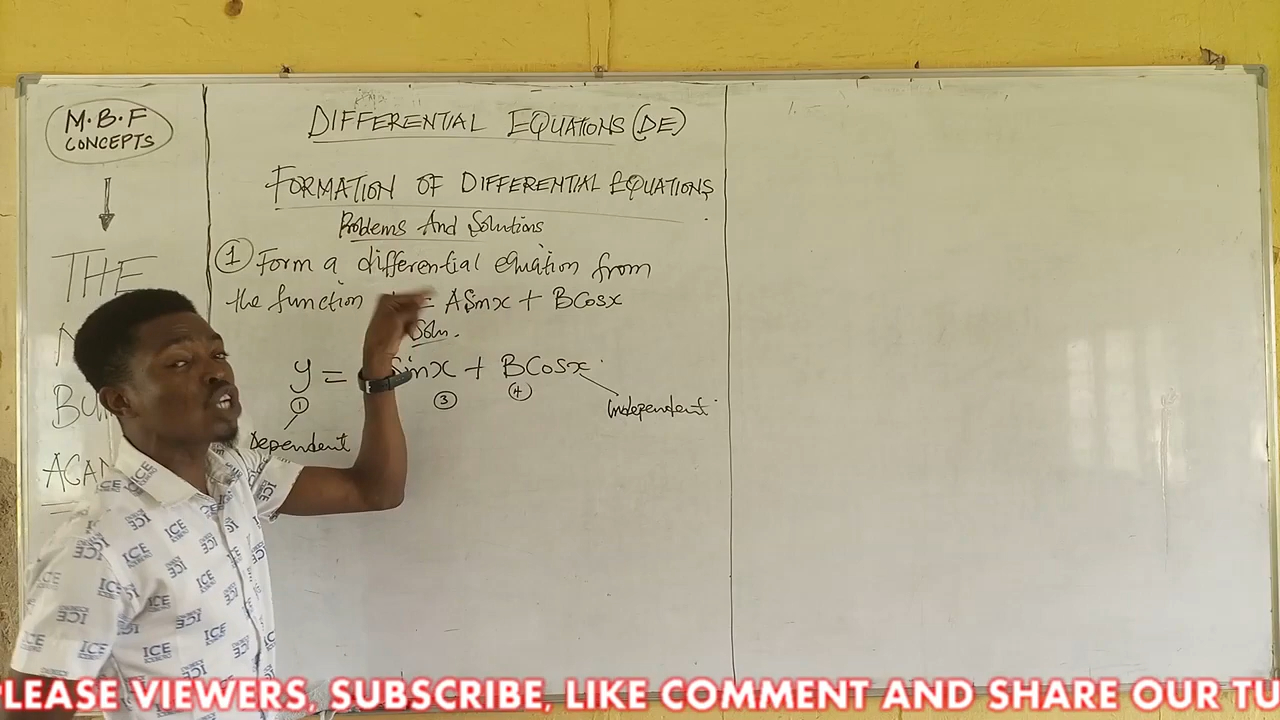 M.B.F
CONCEPTS
THE
ACA
DIFFERENTIAL EQUATIONS (DE)
FORMATION OF DIFFERENTIAL EQUATIONS
Problems And Solutions
① Form a differential equation from
the function = ASinx + BCosx
Soln.
y = Sinx + BCosx
① ③ ④
Independent
Dependent
ICE
PLEASE VIEWERS, SUBSCRIBE, LIKE COMMENT AND SHARE OUR TU